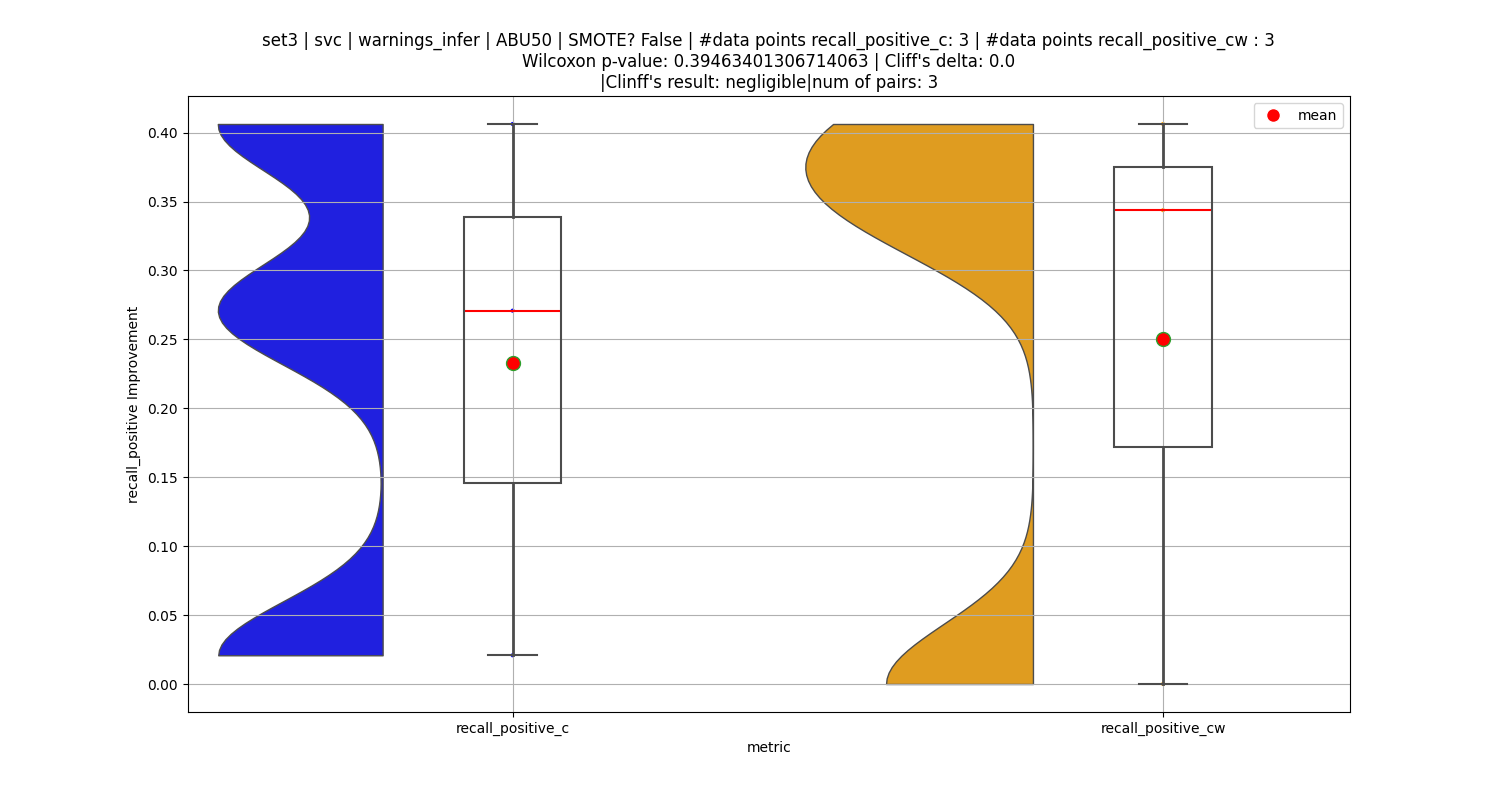 set3 | svc | warnings_infer | ABU50 | SMOTE? False | #data points recall_positive_c: 3 | #data points recall_positive_cw : 3
Wilcoxon p-value: 0.39463401306714063 | Cliff's delta: 0.0
|Clinff's result: negligible|num of pairs: 3
mean
0.40
0.35
0.30
0.25
0.20
0.15
0.10
0.05
0.00
recall_positive Improvement
recall_positive_c
recall_positive_cw
metric